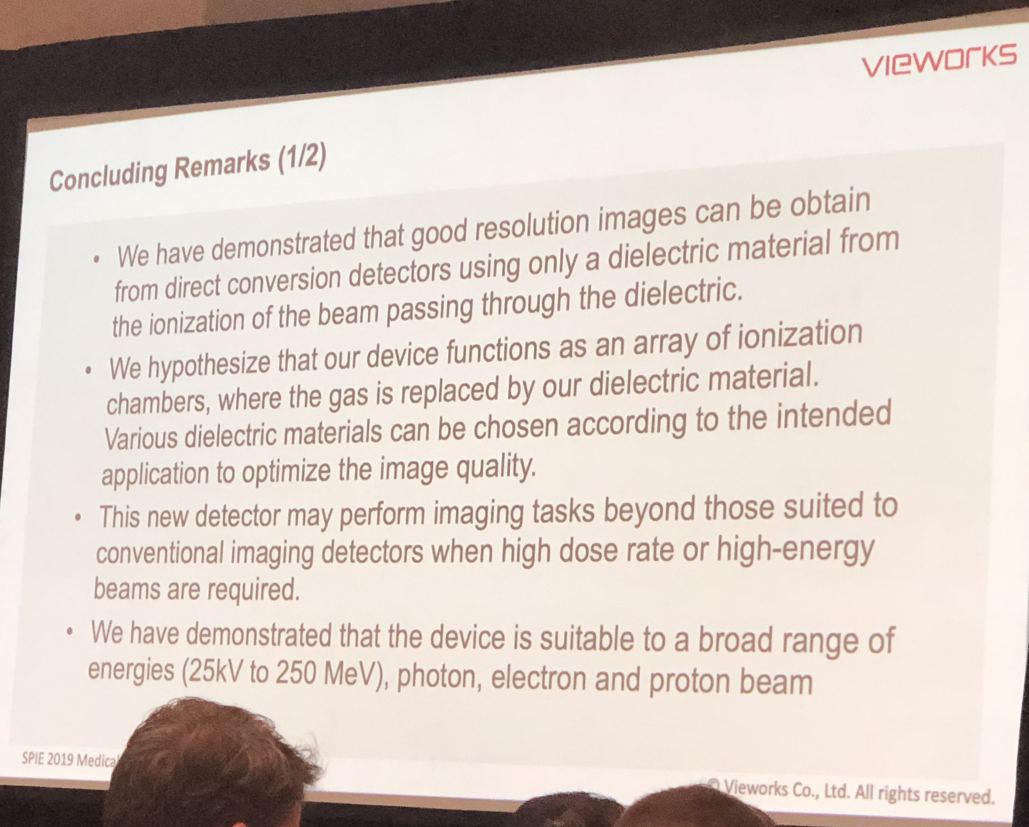 VIEWORKS
Concluding Remarks (1/2)
• We have demonstrated that good resolution images can be obtain
from direct conversion detectors using only a dielectric material from
the ionization of the beam passing through the dielectric.
• We hypothesize that our device functions as an array of ionization
chambers, where the gas is replaced by our dielectric material.
Various dielectric materials can be chosen according to the intended
application to optimize the image quality.
• This new detector may perform imaging tasks beyond those suited to
conventional imaging detectors when high dose rate or high-energy
beams are required.
• We have demonstrated that the device is suitable to a broad range of
energies (25kV to 250 MeV), photon, electron and proton beam
SPIE 2019
© Vieworks Co., Ltd. All rights reserved.